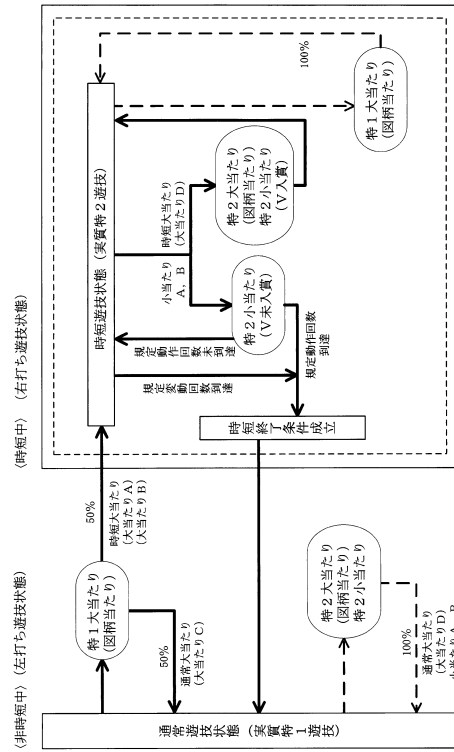 〈非時短中〉（左打ち遊技状態）
通常遊技状態（実質特1遊技）
特1大当たり
（図柄当たり）
50%
時短大当たり
（大当たりA）
（大当たりB）
50%
通常大当たり
（大当たりC）
特2大当たり
（図柄当たり）
特2小当たり
100%
通常大当たり
（大当たりD）
小当たりA、B
〈時短中〉（右打ち遊技状態）
時短遊技状態（実質特2遊技）
規定変動回数
到達
規定動作回数
未到達
小当たり
A、B
時短大当たり
（大当たりD）
特2小当たり
（V未入賞）
特2大当たり
（図柄当たり）
特2小当たり
（V入賞）
規定動作回数
到達
時短
終了条件
成立
100%
特1大当たり
（図柄当たり）